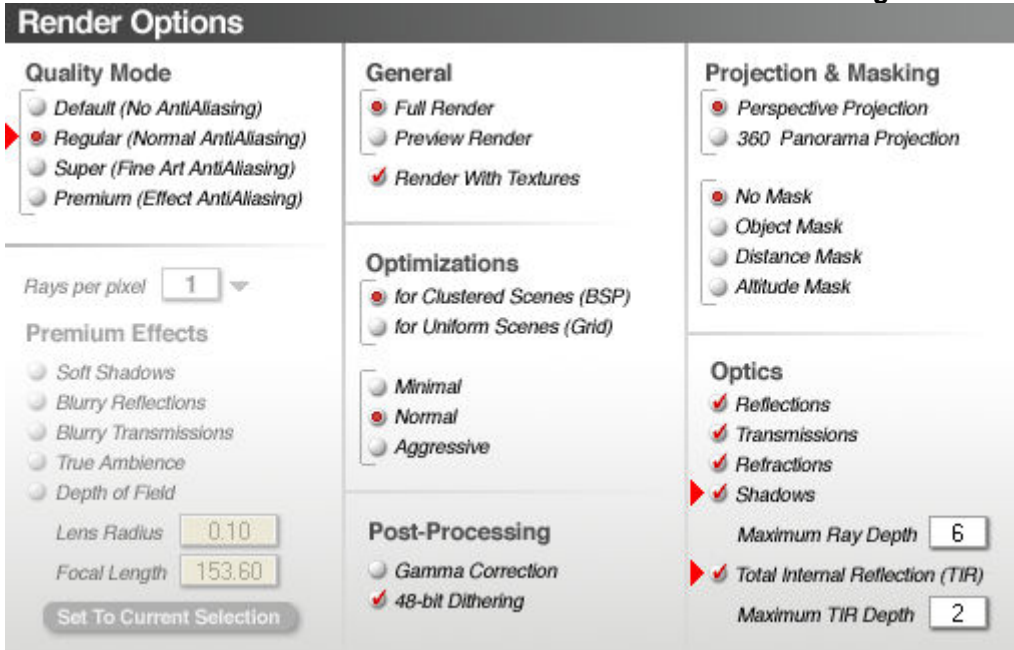 Render Options
Quality Mode
Default (No AntiAliasing)
Regular (Normal AntiAliasing)
Super (Fine Art AntiAliasing)
Premium (Effect AntiAliasing)
Rays per pixel 1
Premium Effects
Soft Shadows
Blurry Reflections
Blurry Transmissions
True Ambience
Depth of Field
Lens Radius 0.10
Focal Length 153.60
Set To Current Selection
General
Full Render
Preview Render
Render With Textures
Optimizations
for Clustered Scenes (BSP)
for Uniform Scenes (Grid)
Minimal
Normal
Aggressive
Post-Processing
Gamma Correction
48-bit Dithering
Projection & Masking
Perspective Projection
360 Panorama Projection
No Mask
Object Mask
Distance Mask
Altitude Mask
Optics
Reflections
Transmissions
Refractions
Shadows
Maximum Ray Depth 6
Total Internal Reflection (TIR)
Maximum TIR Depth 2